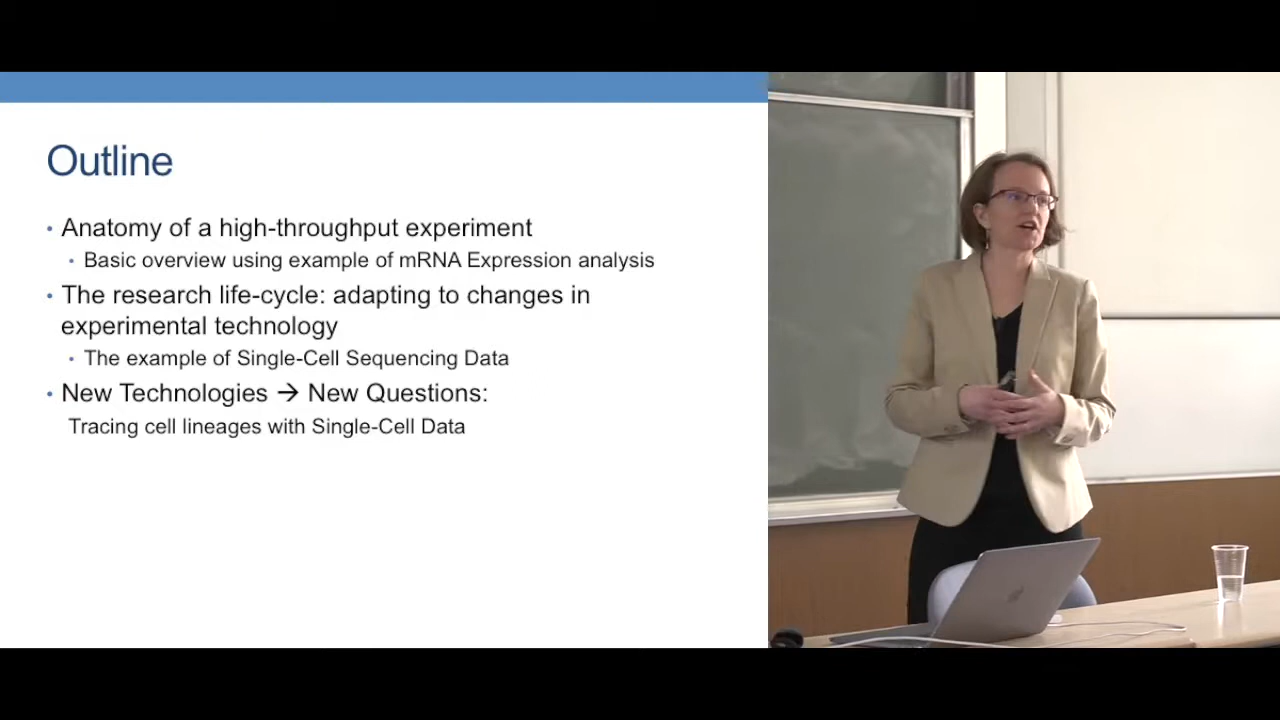 Outline
• Anatomy of a high-throughput experiment
• Basic overview using example of mRNA Expression analysis
• The research life-cycle: adapting to changes in
experimental technology
• The example of Single-Cell Sequencing Data
• New Technologies → New Questions:
Tracing cell lineages with Single-Cell Data